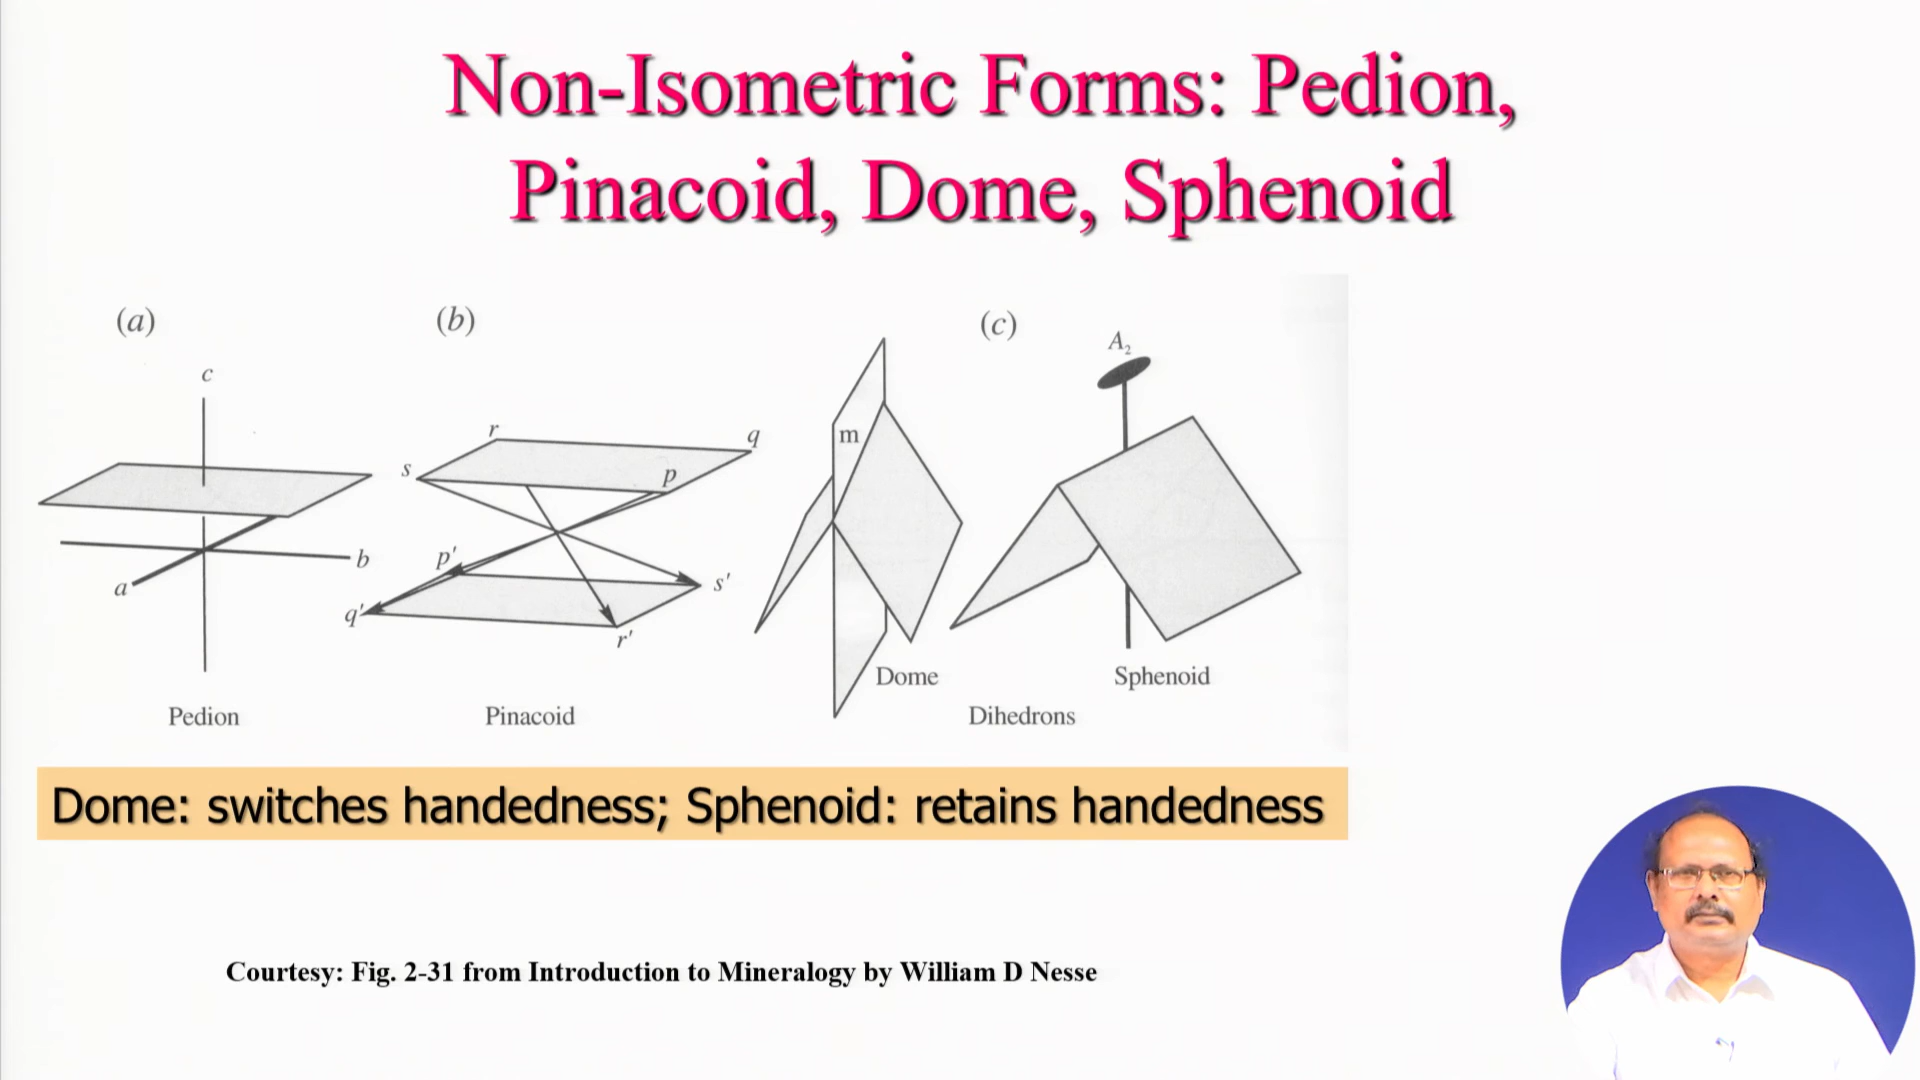 Non-Isometric Forms: Pedion,
Pinacoid, Dome, Sphenoid
(a)
c
a
b
Pedion
(b)
r
q
s
p
p'
s'
q'
r'
Pinacoid
(c)
m
Dome
A₂
Sphenoid
Dihedrons
Dome: switches handedness; Sphenoid: retains handedness
Courtesy: Fig. 2-31 from Introduction to Mineralogy by William D Nesse